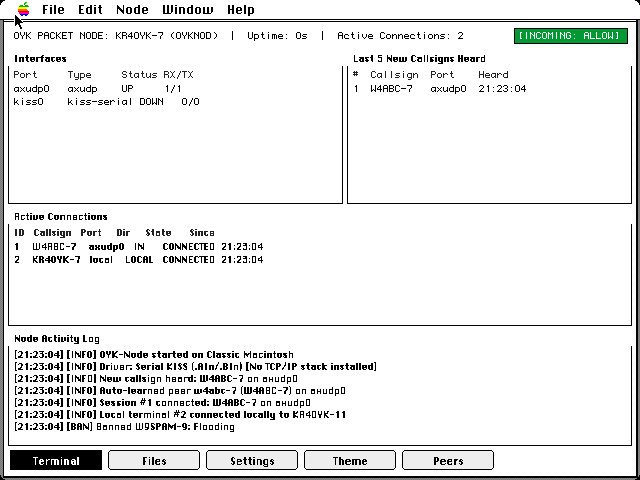 File Edit Node Window Help
OYK PACKET NODE: KR4OYK-7 (OYKNOD) | Uptime: 0s | Active Connections: 2 [INCOMING: ALLOW]
Interfaces
Port Type Status RX/TX
axudp0 axudp UP 1/1
kiss0 kiss-serial DOWN 0/0
Last 5 New Callsigns Heard
# Callsign Port Heard
1 W4ABC-7 axudp0 21:23:04
Active Connections
ID Callsign Port Dir State Since
1 W4ABC-7 axudp0 IN CONNECTED 21:23:04
2 KR4OYK-7 local LOCAL CONNECTED 21:23:04
Node Activity Log
[21:23:04] [INFO] OYK-Node started on Classic Macintosh
[21:23:04] [INFO] Driver: Serial KISS (.AIn/.BIn) [No TCP/IP stack installed]
[21:23:04] [INFO] New callsign heard: W4ABC-7 on axudp0
[21:23:04] [INFO] Auto-learned peer w4abc-7 (W4ABC-7) on axudp0
[21:23:04] [INFO] Session #1 connected: W4ABC-7 on axudp0
[21:23:04] [INFO] Local terminal #2 connected locally to KR4OYK-11
[21:23:04] [BAN] Banned W9SPAM-9: Flooding
Terminal Files Settings Theme Peers